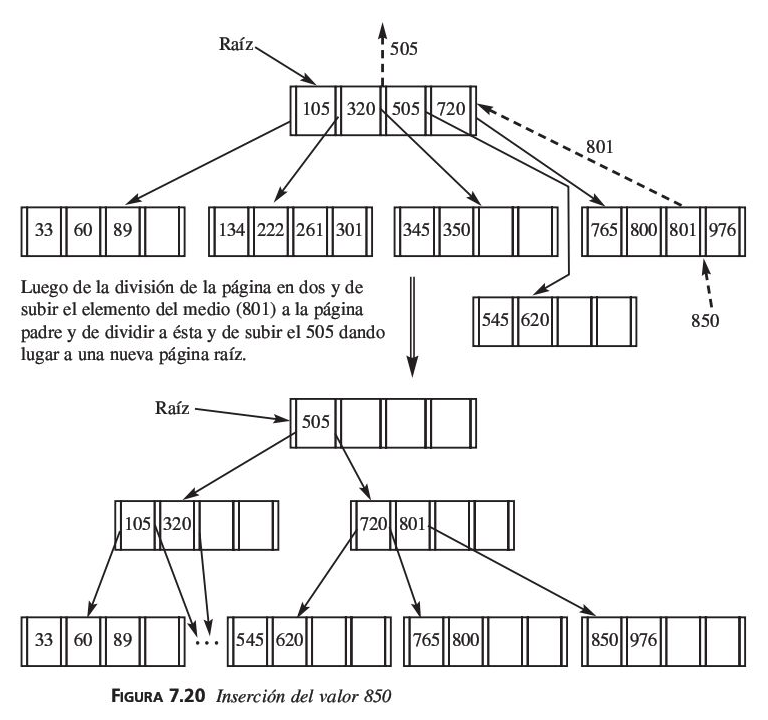 505
Raíz
105 320 505 720
801
33 60 89
134 222 261 301
345 350
765 800 801 976
Luego de la división de la página en dos y de
subir el elemento del medio (801) a la página
padre y de dividir a ésta y de subir el 505 dando
lugar a una nueva página raíz.
545 620
850
Raíz
505
105 320
720 801
33 60 89
...
545 620
765 800
850 976
FIGURA 7.20 Inserción del valor 850